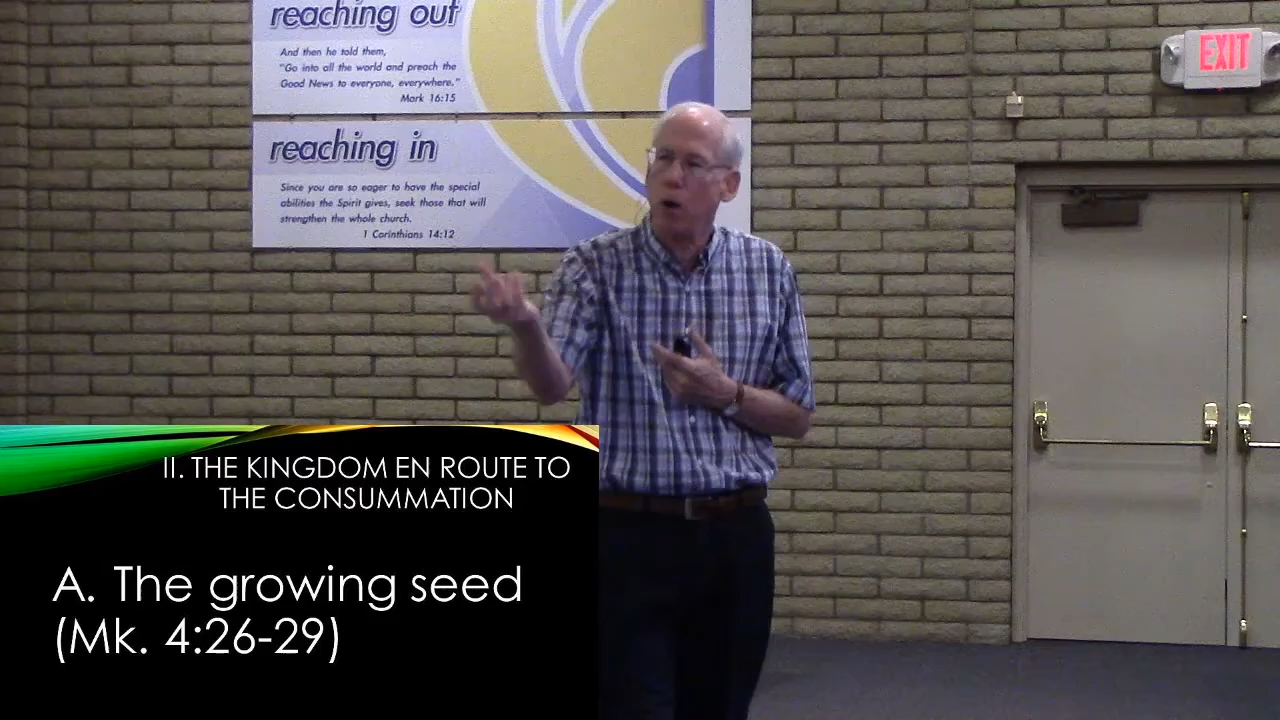 reaching out
And then he told them,
"Go into all the world and preach the
Good News to everyone, everywhere."
Mark 16:15
reaching in
Since you are so eager to have the special
abilities the Spirit gives, seek those that will
strengthen the whole church.
1 Corinthians 14:12
EXIT
II. THE KINGDOM EN ROUTE TO
THE CONSUMMATION
A. The growing seed
(Mk. 4:26-29)